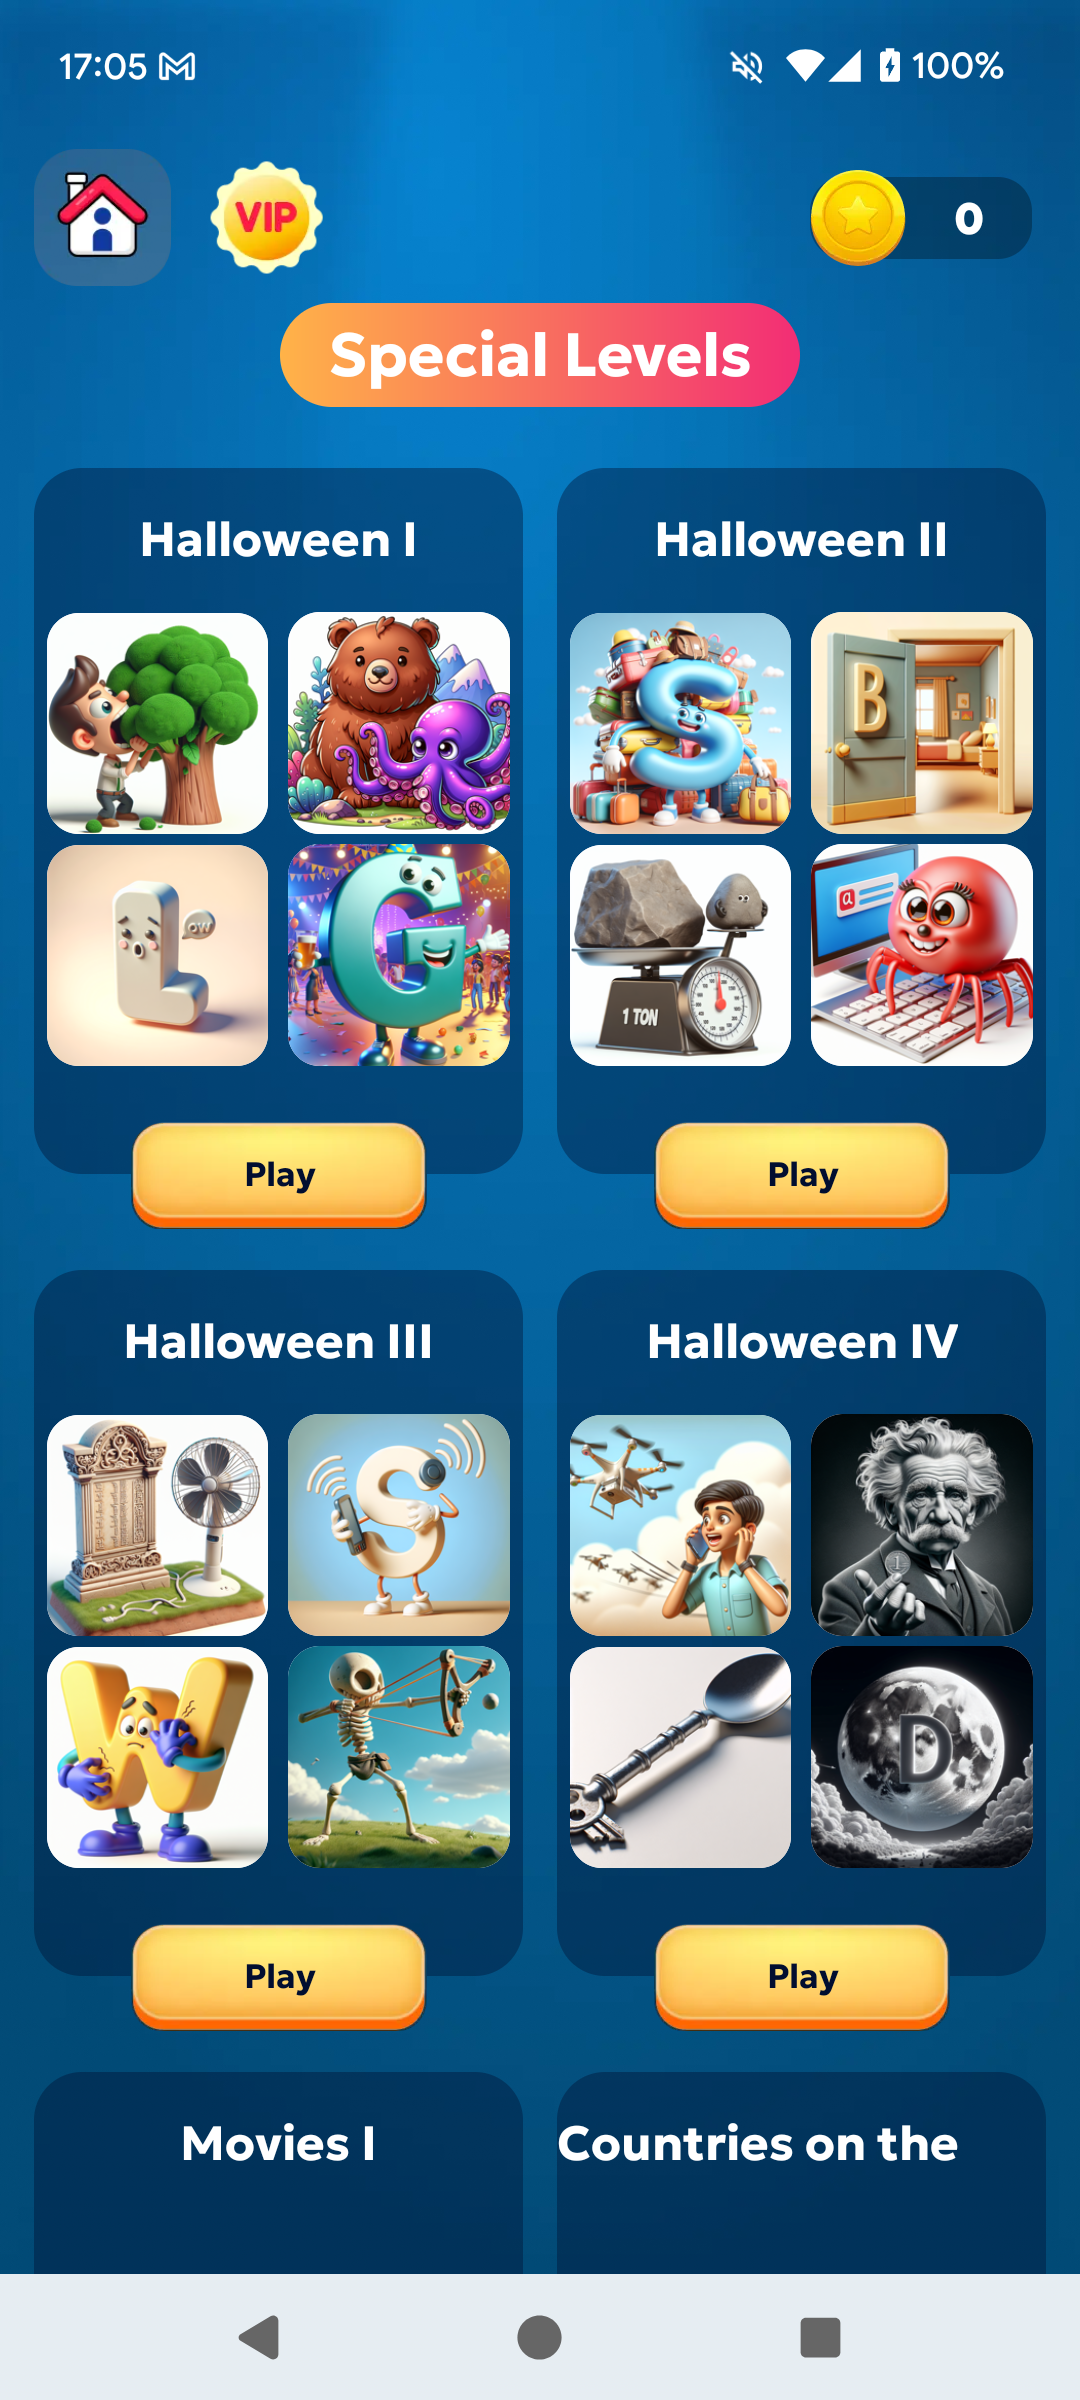 17:05
100%
VIP
0
Special Levels
Halloween I
Halloween II
B
S
L
OW
G
1 TON
a
Play
Play
Halloween III
Halloween IV
S
1
W
D
Play
Play
Movies I
Countries on the